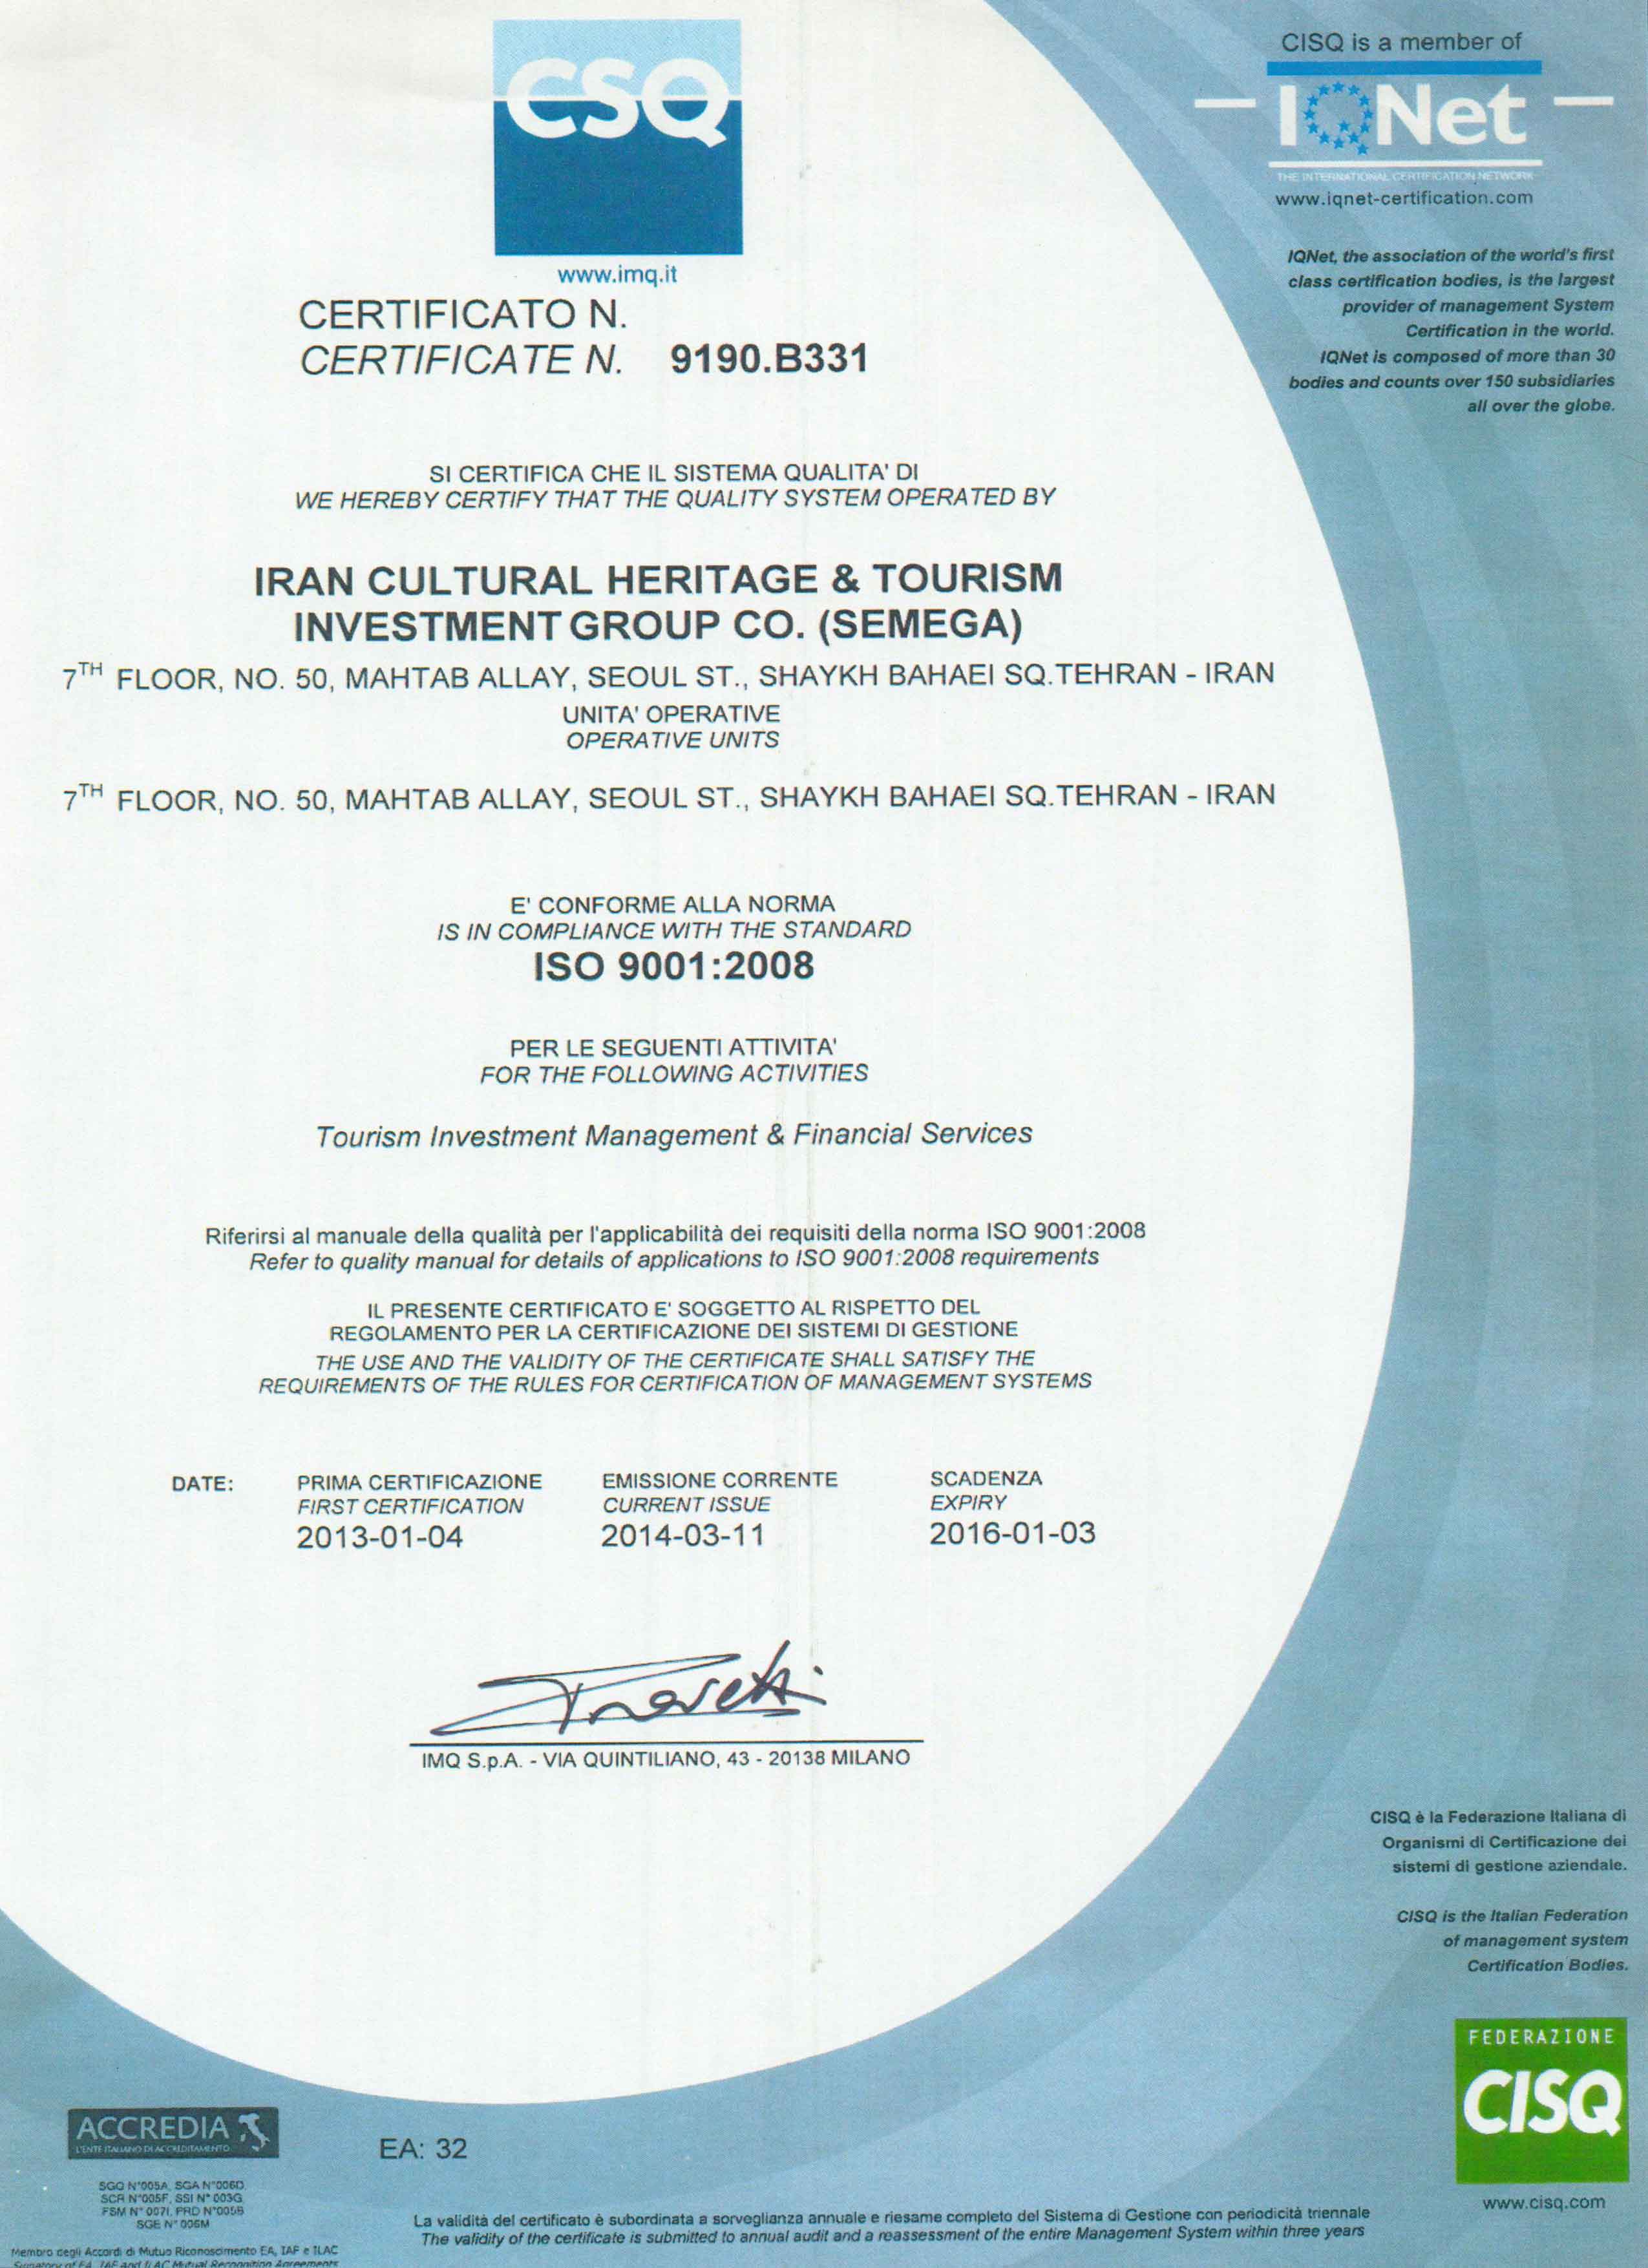 CSQ
www.imq.it
CERTIFICATO N.
CERTIFICATE N. 9190.B331
CISQ is a member of
IQNet
THE INTERNATIONAL CERTIFICATION NETWORK
www.iqnet-certification.com
IQNet, the association of the world's first
class certification bodies, is the largest
provider of management System
Certification in the world.
IQNet is composed of more than 30
bodies and counts over 150 subsidiaries
all over the globe.
SI CERTIFICA CHE IL SISTEMA QUALITA' DI
WE HEREBY CERTIFY THAT THE QUALITY SYSTEM OPERATED BY
IRAN CULTURAL HERITAGE & TOURISM
INVESTMENT GROUP CO. (SEMEGA)
7TH FLOOR, NO. 50, MAHTAB ALLAY, SEOUL ST., SHAYKH BAHAEI SQ.TEHRAN - IRAN
UNITA' OPERATIVE
OPERATIVE UNITS
7TH FLOOR, NO. 50, MAHTAB ALLAY, SEOUL ST., SHAYKH BAHAEI SQ.TEHRAN - IRAN
E' CONFORME ALLA NORMA
IS IN COMPLIANCE WITH THE STANDARD
ISO 9001:2008
PER LE SEGUENTI ATTIVITA'
FOR THE FOLLOWING ACTIVITIES
Tourism Investment Management & Financial Services
Riferirsi al manuale della qualità per l'applicabilità dei requisiti della norma ISO 9001:2008
Refer to quality manual for details of applications to ISO 9001:2008 requirements
IL PRESENTE CERTIFICATO E' SOGGETTO AL RISPETTO DEL
REGOLAMENTO PER LA CERTIFICAZIONE DEI SISTEMI DI GESTIONE
THE USE AND THE VALIDITY OF THE CERTIFICATE SHALL SATISFY THE
REQUIREMENTS OF THE RULES FOR CERTIFICATION OF MANAGEMENT SYSTEMS
DATE: PRIMA CERTIFICAZIONE EMISSIONE CORRENTE SCADENZA
FIRST CERTIFICATION CURRENT ISSUE EXPIRY
2013-01-04 2014-03-11 2016-01-03
IMQ S.p.A. - VIA QUINTILIANO, 43 - 20138 MILANO
CISQ è la Federazione Italiana di
Organismi di Certificazione dei
sistemi di gestione aziendale.
CISQ is the Italian Federation
of management system
Certification Bodies.
FEDERAZIONE
CISQ
www.cisq.com
ACCREDIA
L'ENTE ITALIANO DI ACCREDITAMENTO
EA: 32
SGQ N°005A, SGA N°006D
SCR N°005F, SSI N° 003G
FSM N° 007I, PRD N°005B
SGE N° 006M
Membro degli Accordi di Mutuo Riconoscimento EA, IAF e ILAC
Signatory of EA, IAF and ILAC Mutual Recognition Agreements
La validità del certificato è subordinata a sorveglianza annuale e riesame completo del Sistema di Gestione con periodicità triennale
The validity of the certificate is submitted to annual audit and a reassessment of the entire Management System within three years